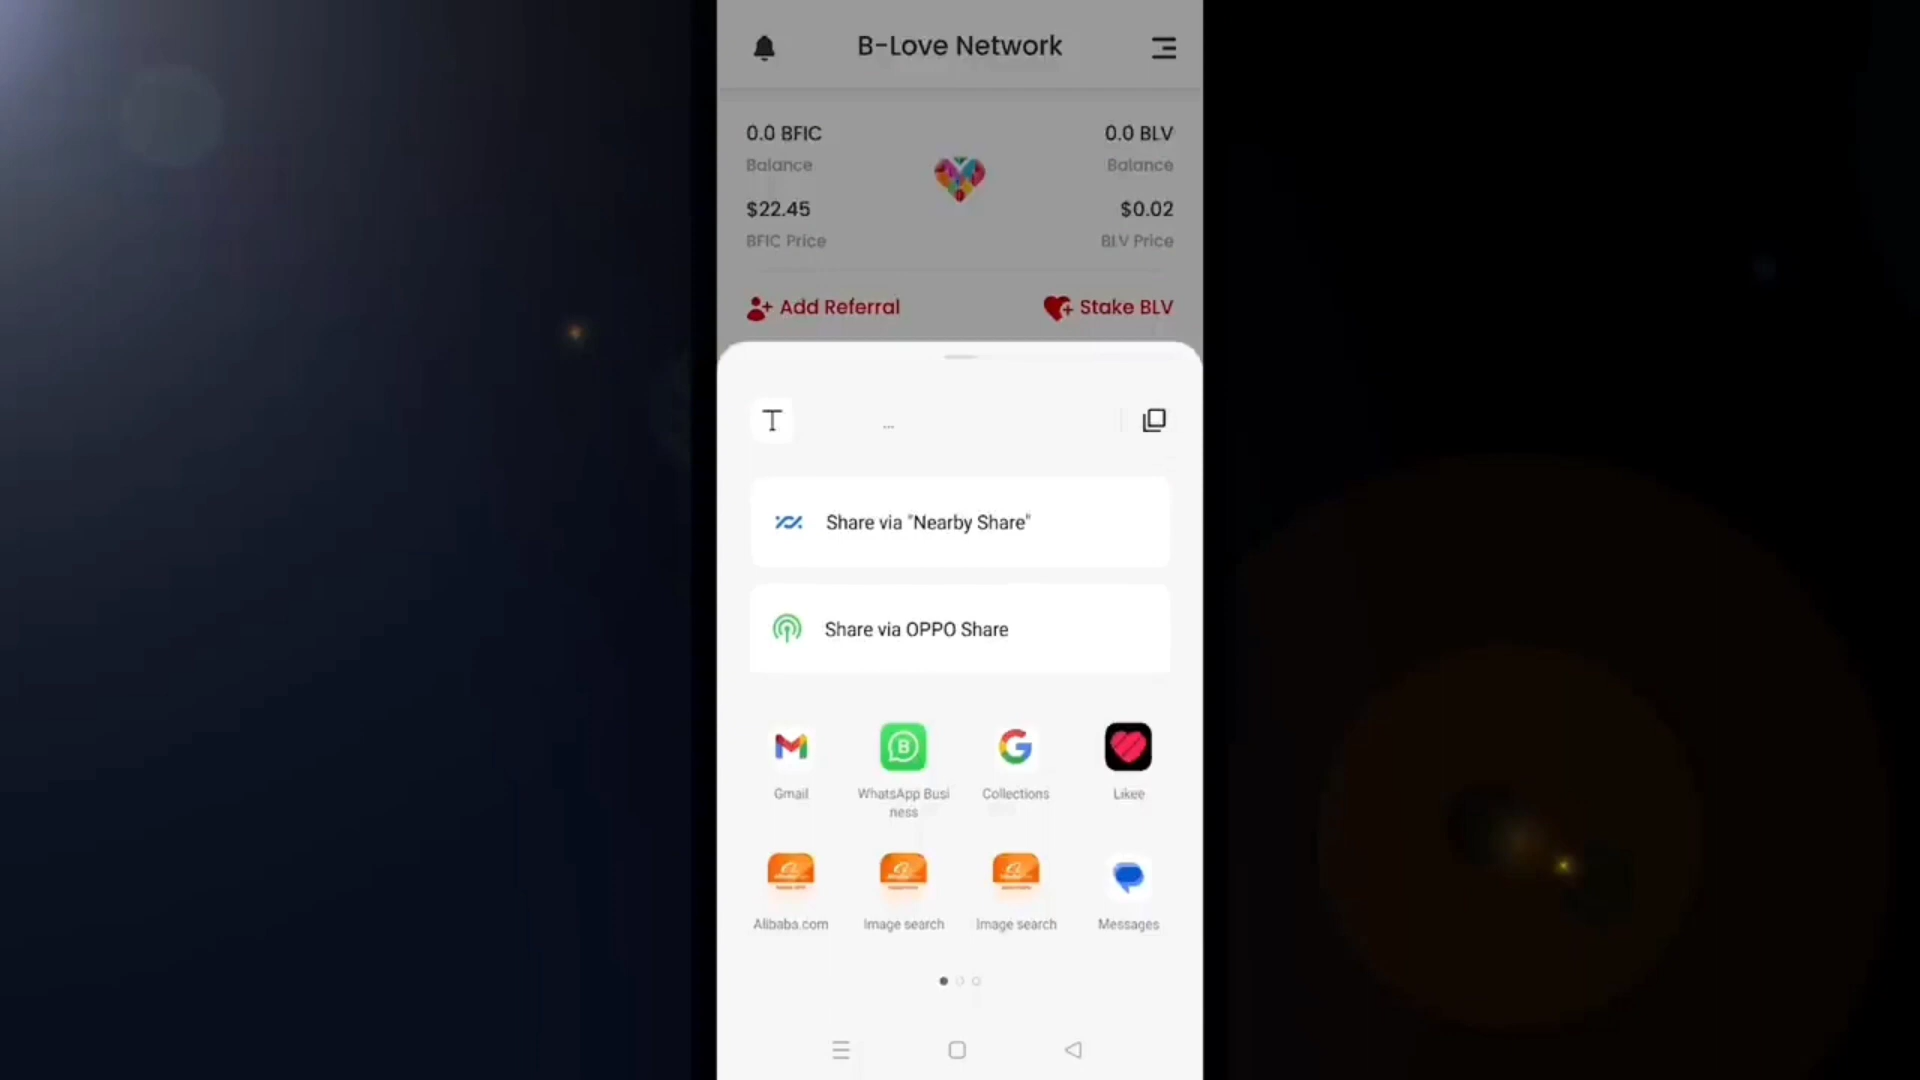 B-Love Network
0.0 BFIC
0.0 BLV
Balance
Balance
$22.45
$0.02
BFIC Price
BLV Price
Add Referral
Stake BLV
T
...
Share via "Nearby Share"
Share via OPPO Share
Gmail
WhatsApp Busi
ness
Collections
Likee
Alibaba.com
Image search
Image search
Messages